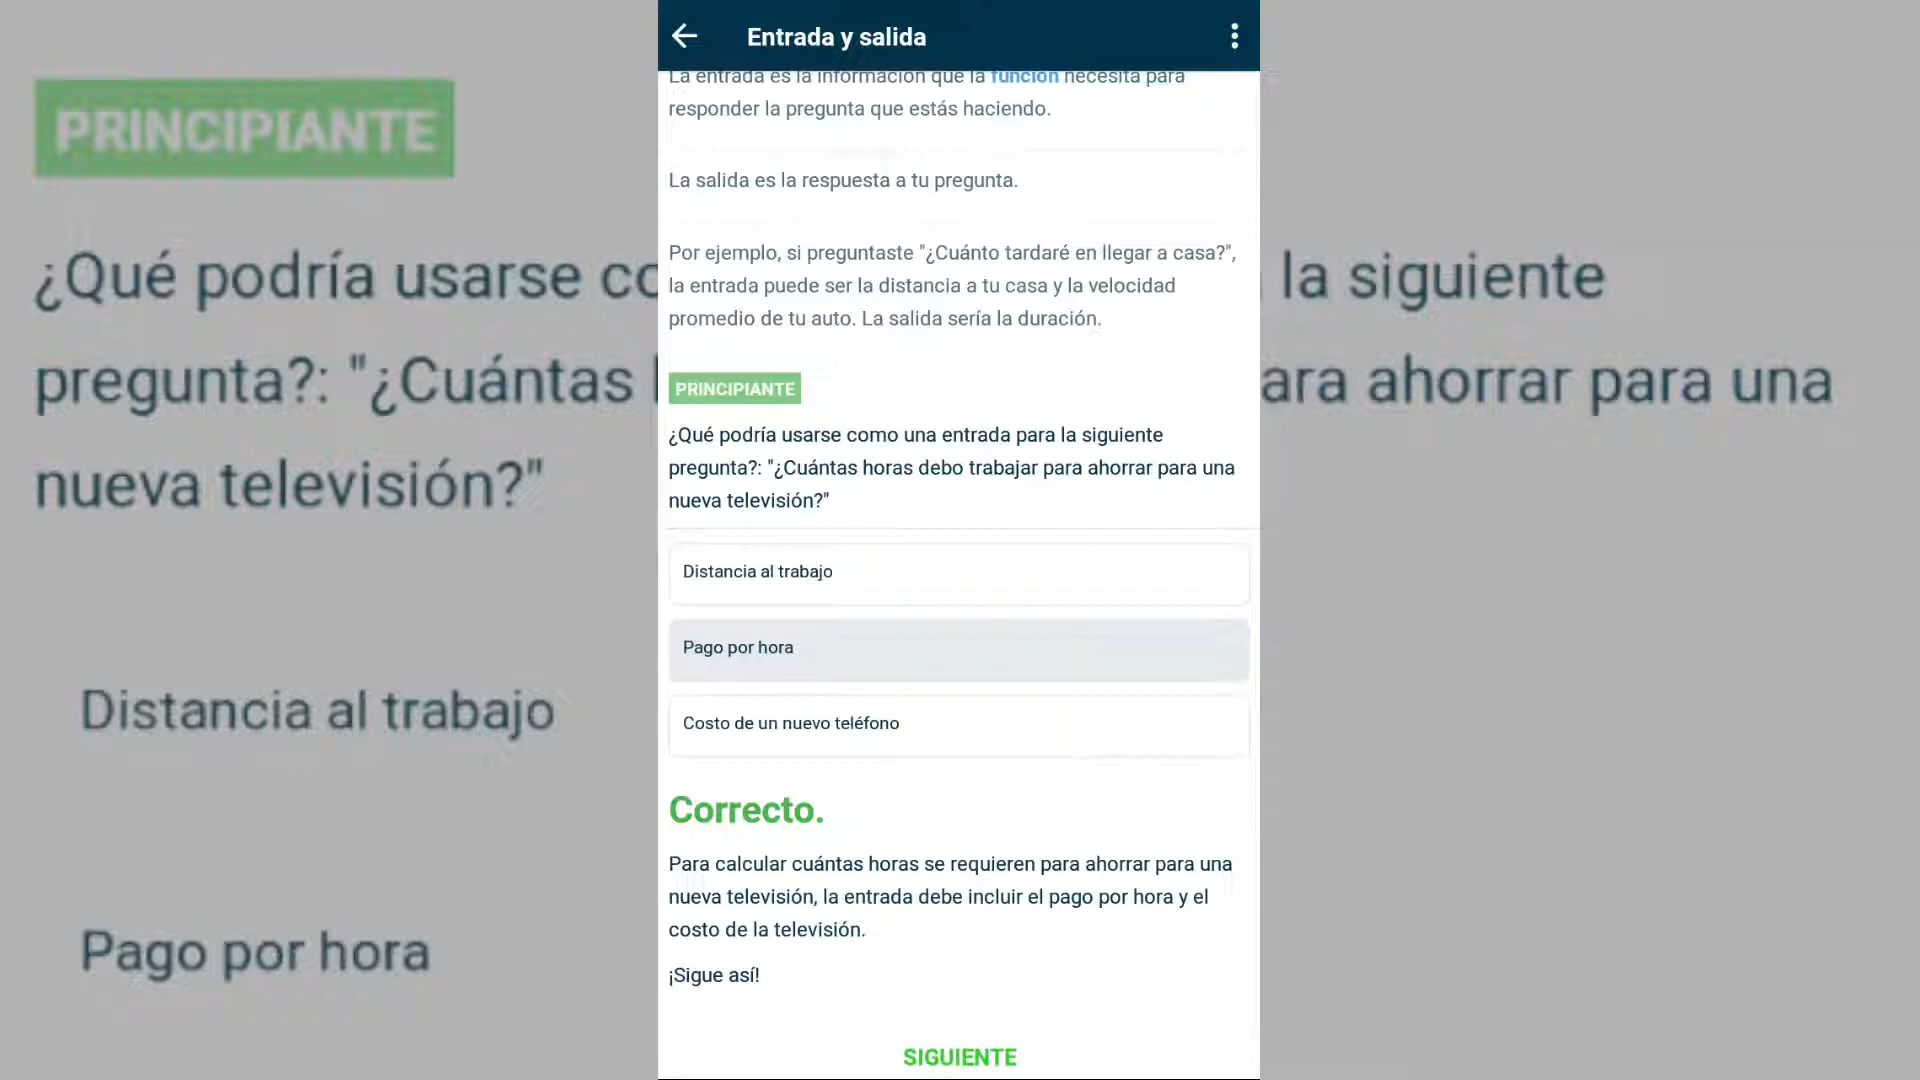 Entrada y salida
La entrada es la información que la función necesita para
responder la pregunta que estás haciendo.
La salida es la respuesta a tu pregunta.
Por ejemplo, si preguntaste "¿Cuánto tardaré en llegar a casa?",
la entrada puede ser la distancia a tu casa y la velocidad
promedio de tu auto. La salida sería la duración.
PRINCIPIANTE
¿Qué podría usarse como una entrada para la siguiente
pregunta?: "¿Cuántas horas debo trabajar para ahorrar para una
nueva televisión?"
Distancia al trabajo
Pago por hora
Costo de un nuevo teléfono
Correcto.
Para calcular cuántas horas se requieren para ahorrar para una
nueva televisión, la entrada debe incluir el pago por hora y el
costo de la televisión.
¡Sigue así!
SIGUIENTE
PRINCIPIANTE
¿Qué podría usarse co la siguiente
pregunta?: "¿Cuántas ara ahorrar para una
nueva televisión?"
Distancia al trabajo
Pago por hora